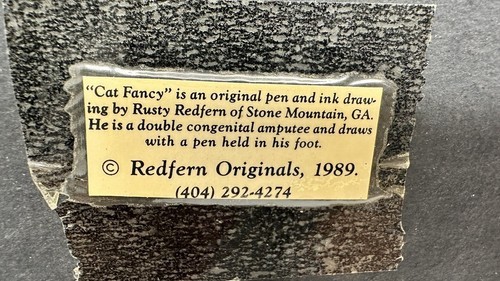 “Cat Fancy” is an original pen and ink draw-
ing by Rusty Redfern of Stone Mountain, GA.
He is a double congenital amputee and draws
with a pen held in his foot.
© Redfern Originals, 1989.
(404) 292-4274